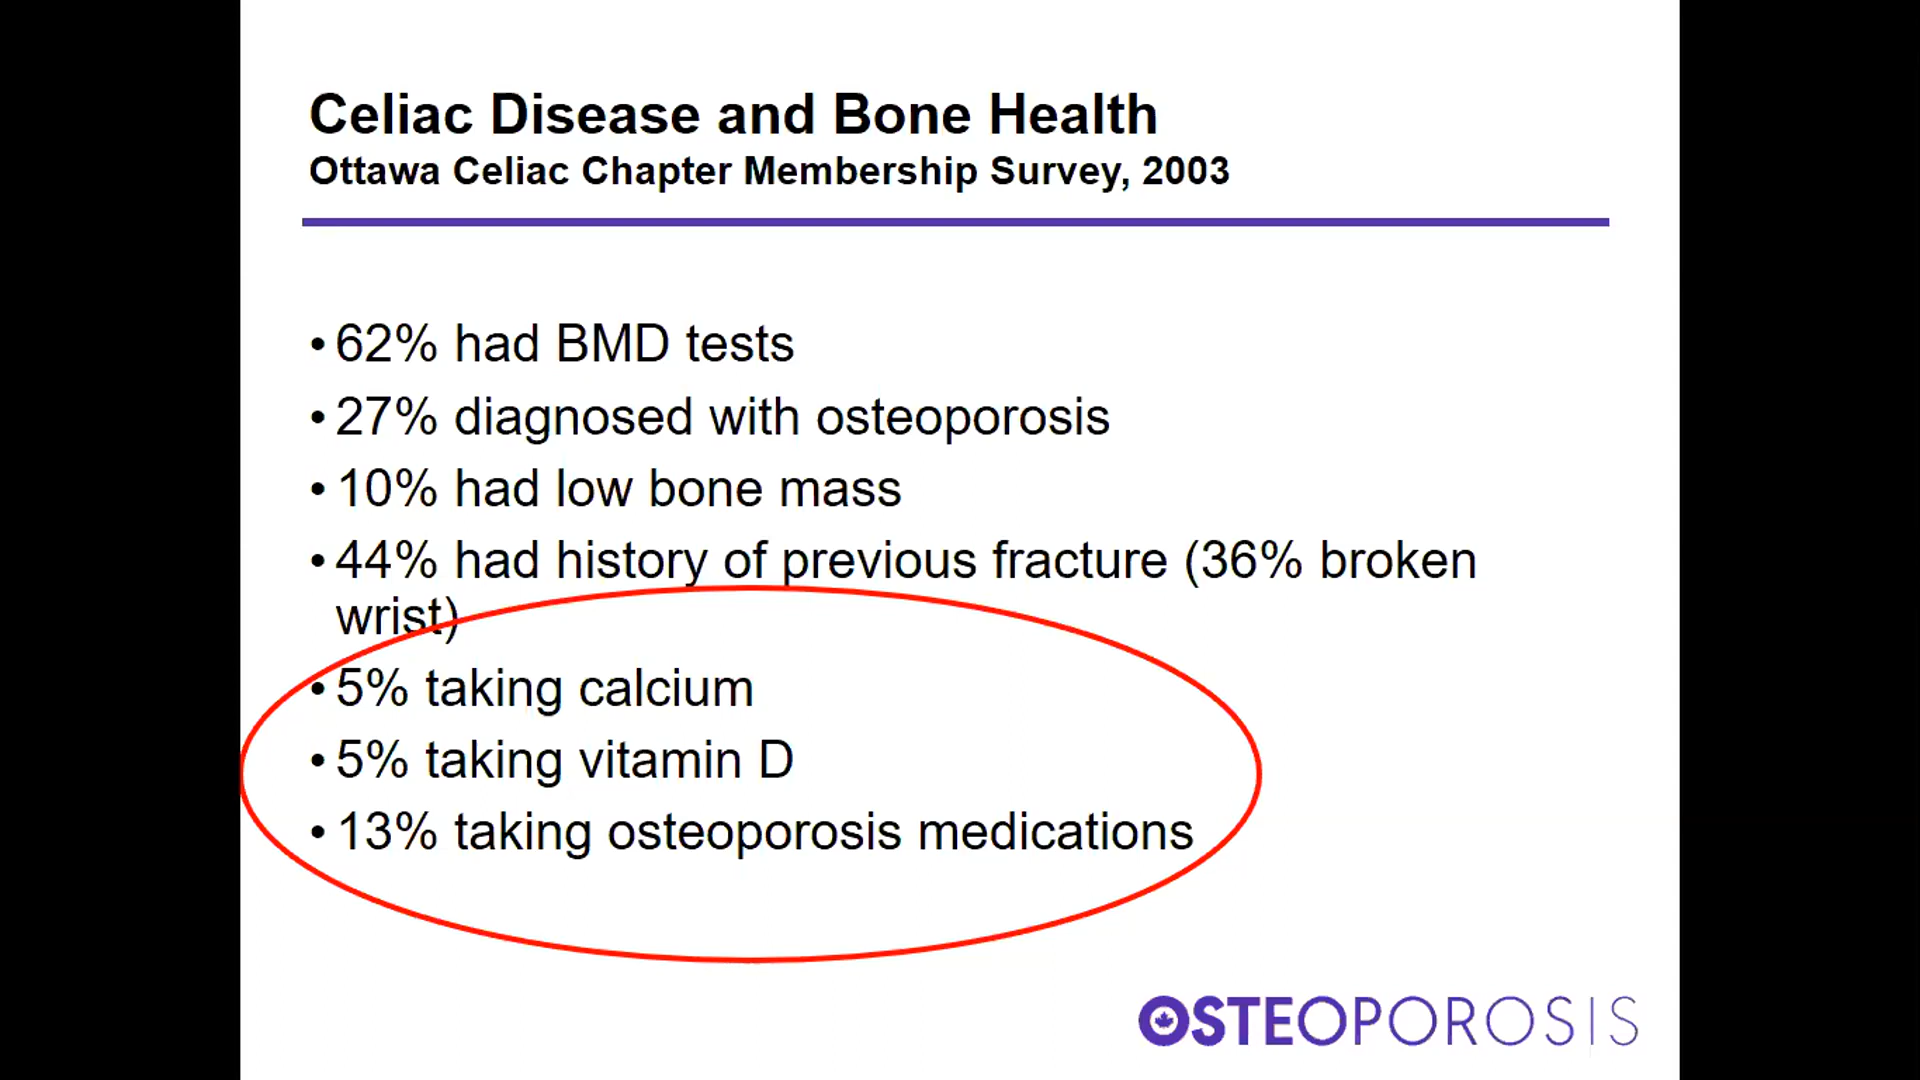 Celiac Disease and Bone Health
Ottawa Celiac Chapter Membership Survey, 2003
• 62% had BMD tests
• 27% diagnosed with osteoporosis
• 10% had low bone mass
• 44% had history of previous fracture (36% broken
wrist)
• 5% taking calcium
• 5% taking vitamin D
• 13% taking osteoporosis medications
OSTEOPOROSIS